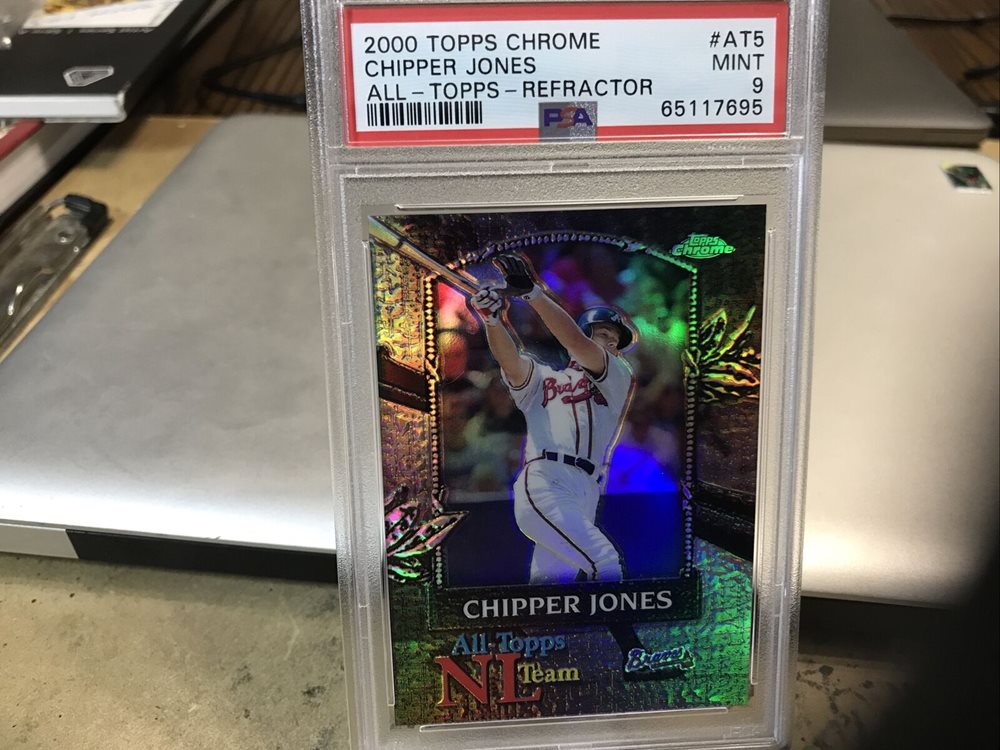 2000 TOPPS CHROME #AT5
CHIPPER JONES MINT
ALL-TOPPS-REFRACTOR 9
PSA 65117695
Topps
Chrome
Braves
CHIPPER JONES
All-Topps
NL Team
Braves